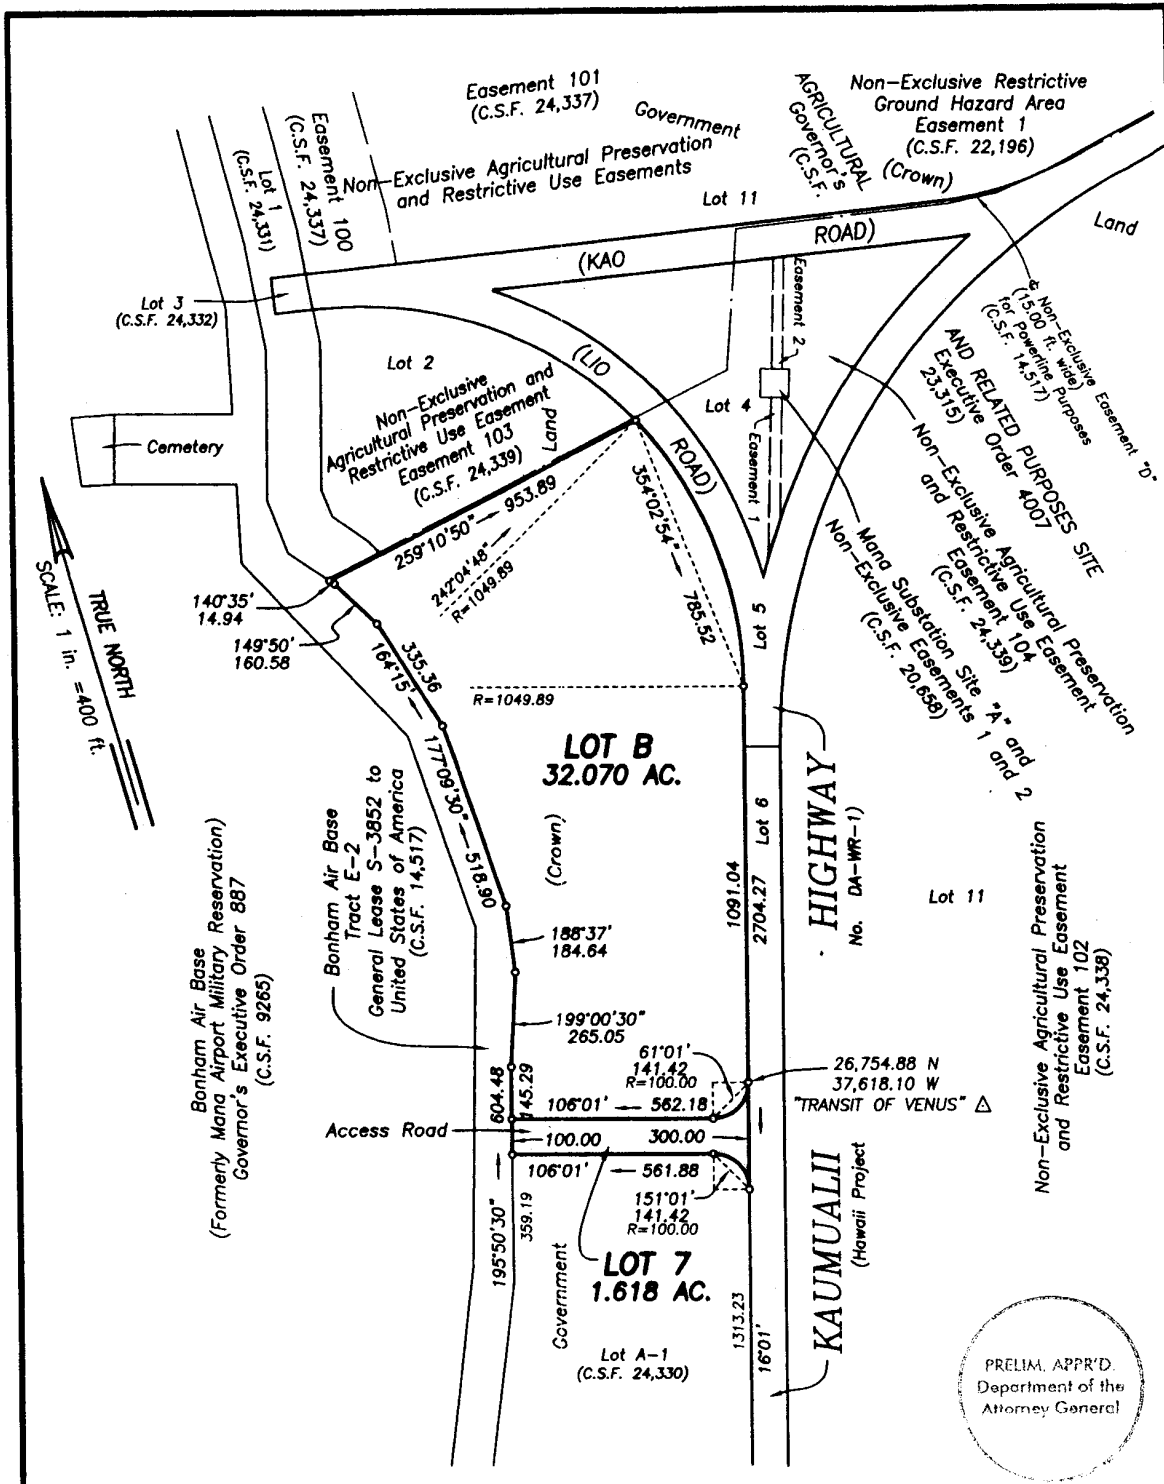 Easement 101
(C.S.F. 24,337)
Government
Non-Exclusive Agricultural Preservation
and Restrictive Use Easements
Lot 11
AGRICULTURAL
Governor's
(C.S.F.
Non-Exclusive Restrictive
Ground Hazard Area
Easement 1
(C.S.F. 22,196)
(Crown)
Land
Easement 100
(C.S.F. 24,337)
Lot 1
(C.S.F. 24,331)
Lot 3
(C.S.F. 24,332)
(KAO
ROAD)
Easement 2
Lot 2
(LIO
ROAD)
Lot 4
Easement 1
Non-Exclusive
Agricultural Preservation and
Restrictive Use Easement
Easement 103
(C.S.F. 24,339)
Land
¢ Non-Exclusive Easement "D"
(15.00 ft. wide)
for Powerline Purposes
(C.S.F. 14,517)
AND RELATED PURPOSES SITE
Executive Order 4007
23,315)
Non-Exclusive Agricultural Preservation
and Restrictive Use Easement
Easement 104
(C.S.F. 24,339)
Mana Substation Site "A" and
Non-Exclusive Easements 1 and 2
(C.S.F. 20,658)
Cemetery
TRUE NORTH
SCALE: 1 in. =400 ft.
259°10'50" 953.89
242°04'48"
R=1049.89
354°02'54" 785.52
140°35'
14.94
149°50'
160.58
335.36
164°15'
R=1049.89
Lot 5
LOT B
32.070 AC.
177°09'30" 518.90
(Crown)
Lot 6
1091.04
2704.27
HIGHWAY
No. DA-WR-1)
Lot 11
Non-Exclusive Agricultural Preservation
and Restrictive Use Easement
Easement 102
(C.S.F. 24,338)
Bonham Air Base
Tract E-2
General Lease S-3852 to
United States of America
(C.S.F. 14,517)
Bonham Air Base
(Formerly Mana Airport Military Reservation)
Governor's Executive Order 887
(C.S.F. 9265)
188°37'
184.64
199°00'30"
265.05
61°01'
141.42
R=100.00
26,754.88 N
37,618.10 W
"TRANSIT OF VENUS"
604.48
145.29
106°01' 562.18
Access Road
100.00 300.00
106°01' 561.88
151°01'
141.42
R=100.00
195°50'30"
359.19
LOT 7
1.618 AC.
Government
Lot A-1
(C.S.F. 24,330)
1313.23
16°01'
KAUMUALII
(Hawaii Project
PRELIM. APPR'D.
Department of the
Attorney General